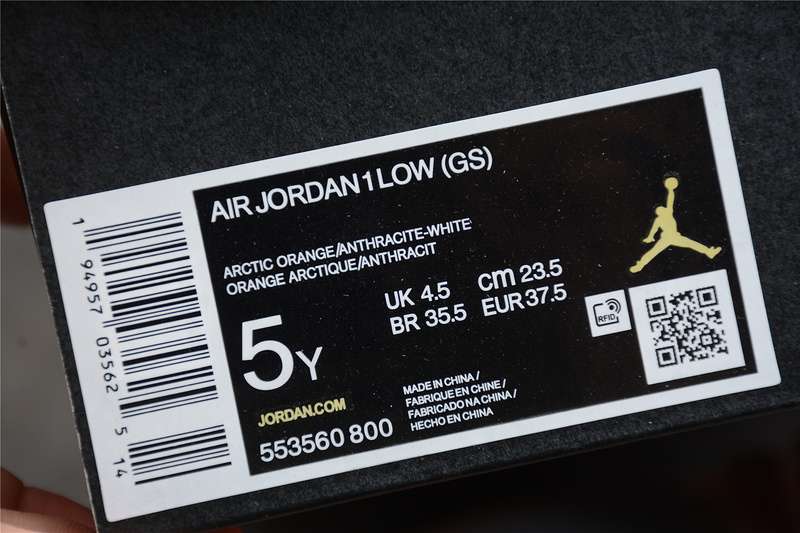 AIR JORDAN 1 LOW (GS)
ARCTIC ORANGE/ANTHRACITE-WHITE
ORANGE ARCTIQUE/ANTHRACIT
5Y
UK 4.5 cm 23.5
BR 35.5 EUR 37.5
RFID
JORDAN.COM
553560 800
MADE IN CHINA /
FABRIQUE EN CHINE /
FABRICADO NA CHINA /
HECHO EN CHINA
1 94957 03562 5 14